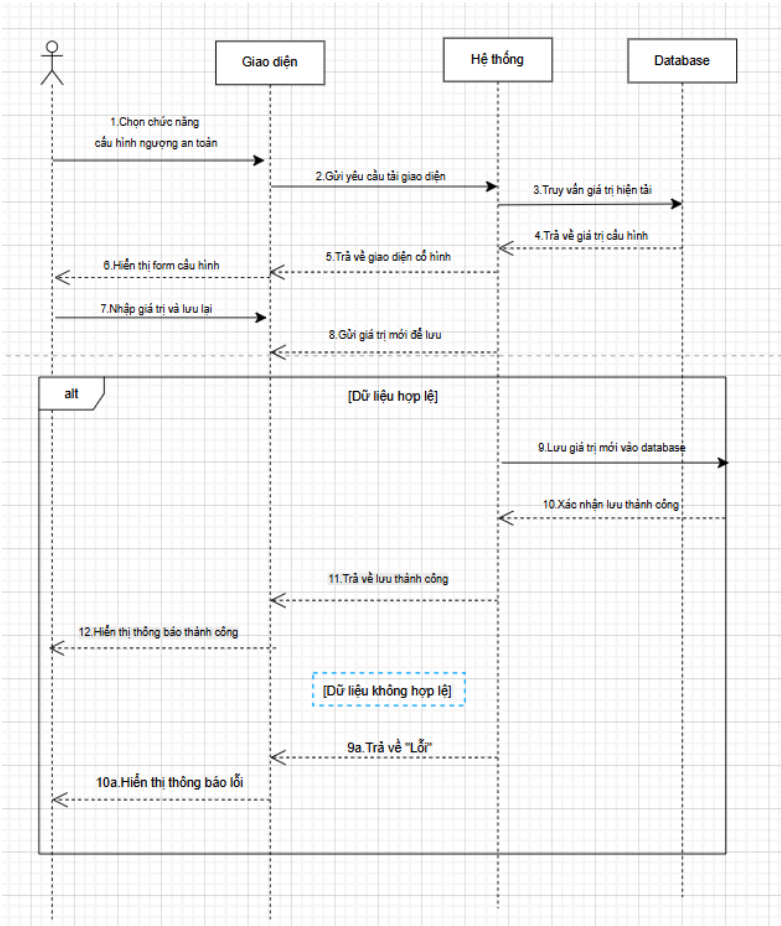 Giao diện
Hệ thống
Database
1.Chọn chức năng
cấu hình ngượng an toàn
2.Gửi yêu cầu tải giao diện
3.Truy vấn giá trị hiện tải
4.Trả về giá trị cấu hình
5.Trả về giao diện cố hình
6.Hiển thị form cấu hình
7.Nhập giá trị và lưu lại
8.Gửi giá trị mới để lưu
alt
[Dữ liệu hợp lệ]
9.Lưu giá trị mới vào database
10.Xác nhận lưu thành công
11.Trả về lưu thành công
12.Hiển thị thông báo thành công
[Dữ liệu không hợp lệ]
9a.Trả về "Lỗi"
10a.Hiển thị thông báo lỗi